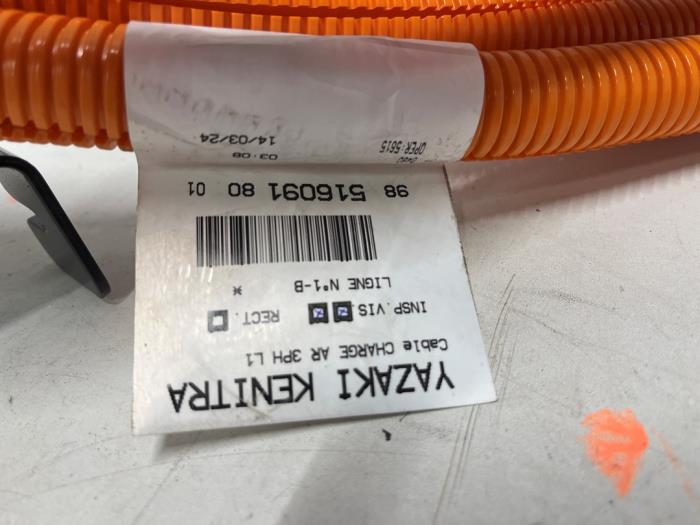 YAZAKI KENITRA
Cable CHARGE AR 3PH L1
INSP.VIS. RECT.
LIGNE N°1-B *
98 516091 80 01
03:08
OPER:5615 14/03/24